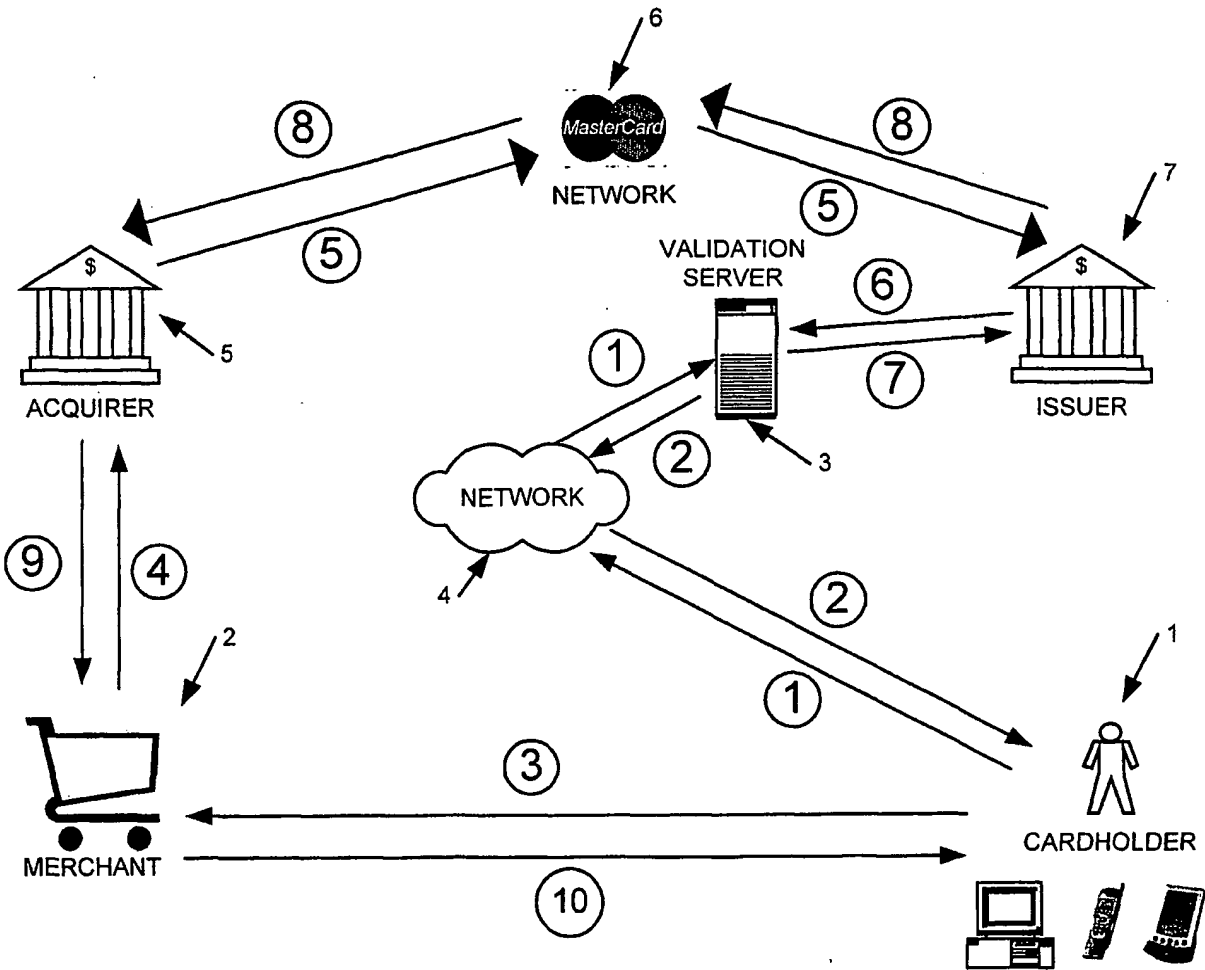 6
8
MasterCard
8
NETWORK
7
5
5
VALIDATION
SERVER
$
$
6
1
5
7
ACQUIRER
ISSUER
2
3
NETWORK
9
4
4
2
2
1
1
3
CARDHOLDER
MERCHANT
10